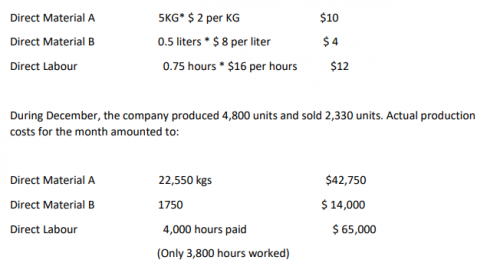 Direct Material A 5KG* $ 2 per KG $10
Direct Material B 0.5 liters * $ 8 per liter $ 4
Direct Labour 0.75 hours * $16 per hours $12
During December, the company produced 4,800 units and sold 2,330 units. Actual production
costs for the month amounted to:
Direct Material A 22,550 kgs $42,750
Direct Material B 1750 $ 14,000
Direct Labour 4,000 hours paid $ 65,000
(Only 3,800 hours worked)